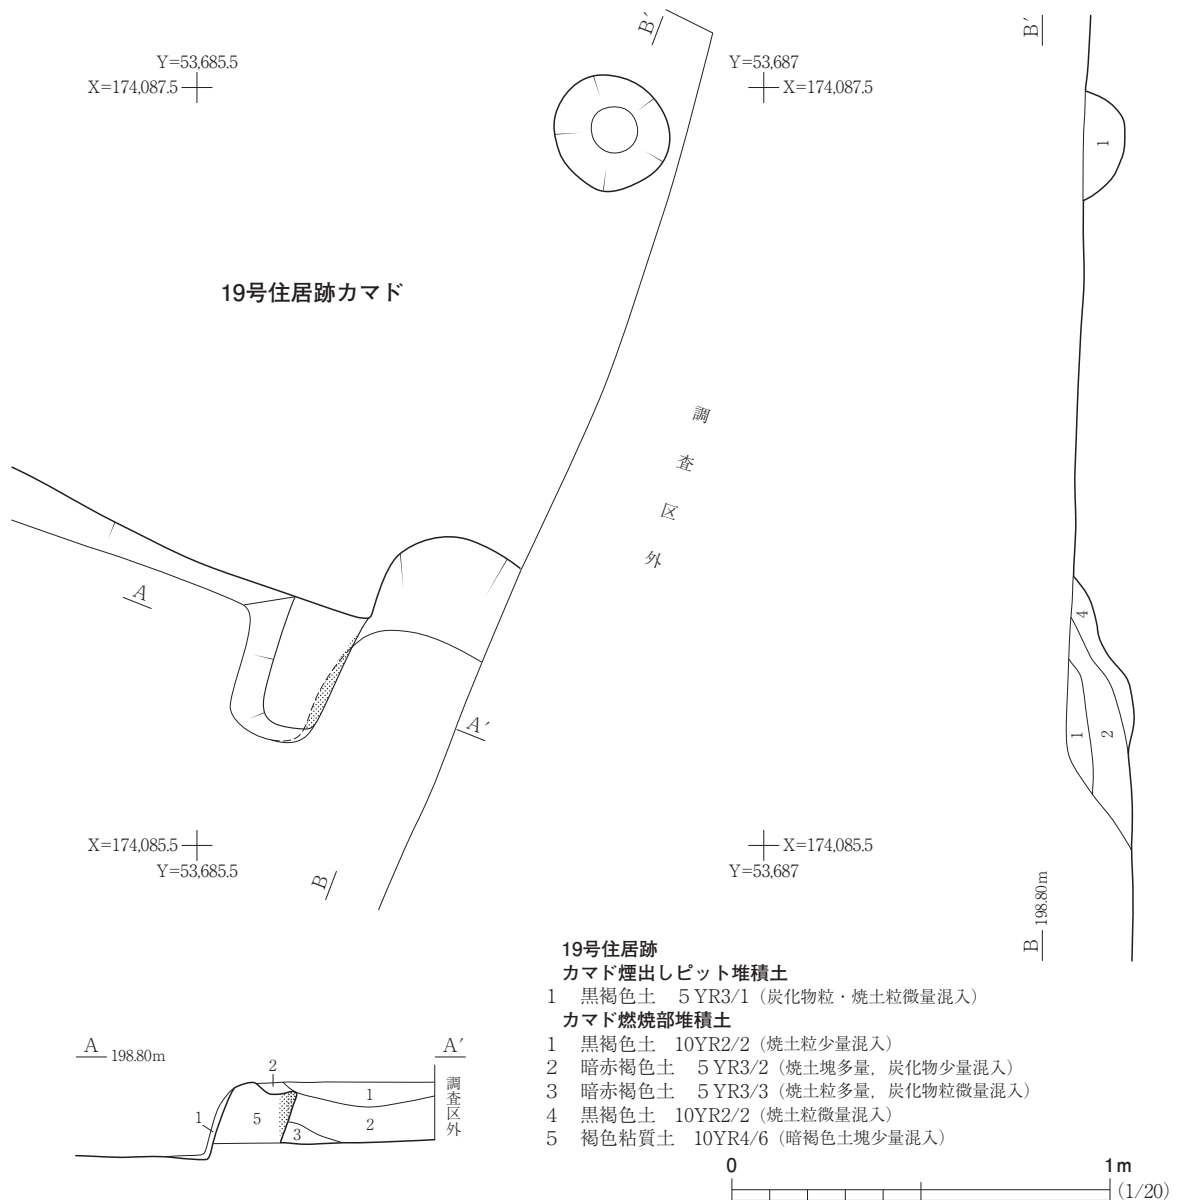 B′
B′
Y=53,685.5
X=174,087.5
Y=53,687
X=174,087.5
1
19号住居跡カマド
調査区外
A
A′
4
1
2
X=174,085.5
Y=53,685.5
X=174,085.5
Y=53,687
B
B 198.80m
19号住居跡
カマド煙出しピット堆積土
1 黒褐色土 5YR3/1（炭化物粒・焼土粒微量混入）
カマド燃焼部堆積土
1 黒褐色土 10YR2/2（焼土粒少量混入）
2 暗赤褐色土 5YR3/2（焼土塊多量，炭化物少量混入）
3 暗赤褐色土 5YR3/3（焼土粒多量，炭化物粒微量混入）
4 黒褐色土 10YR2/2（焼土粒微量混入）
5 褐色粘質土 10YR4/6（暗褐色土塊少量混入）
A 198.80m
A′
2
1
1
5
2
3
調査区外
0 1m
(1/20)